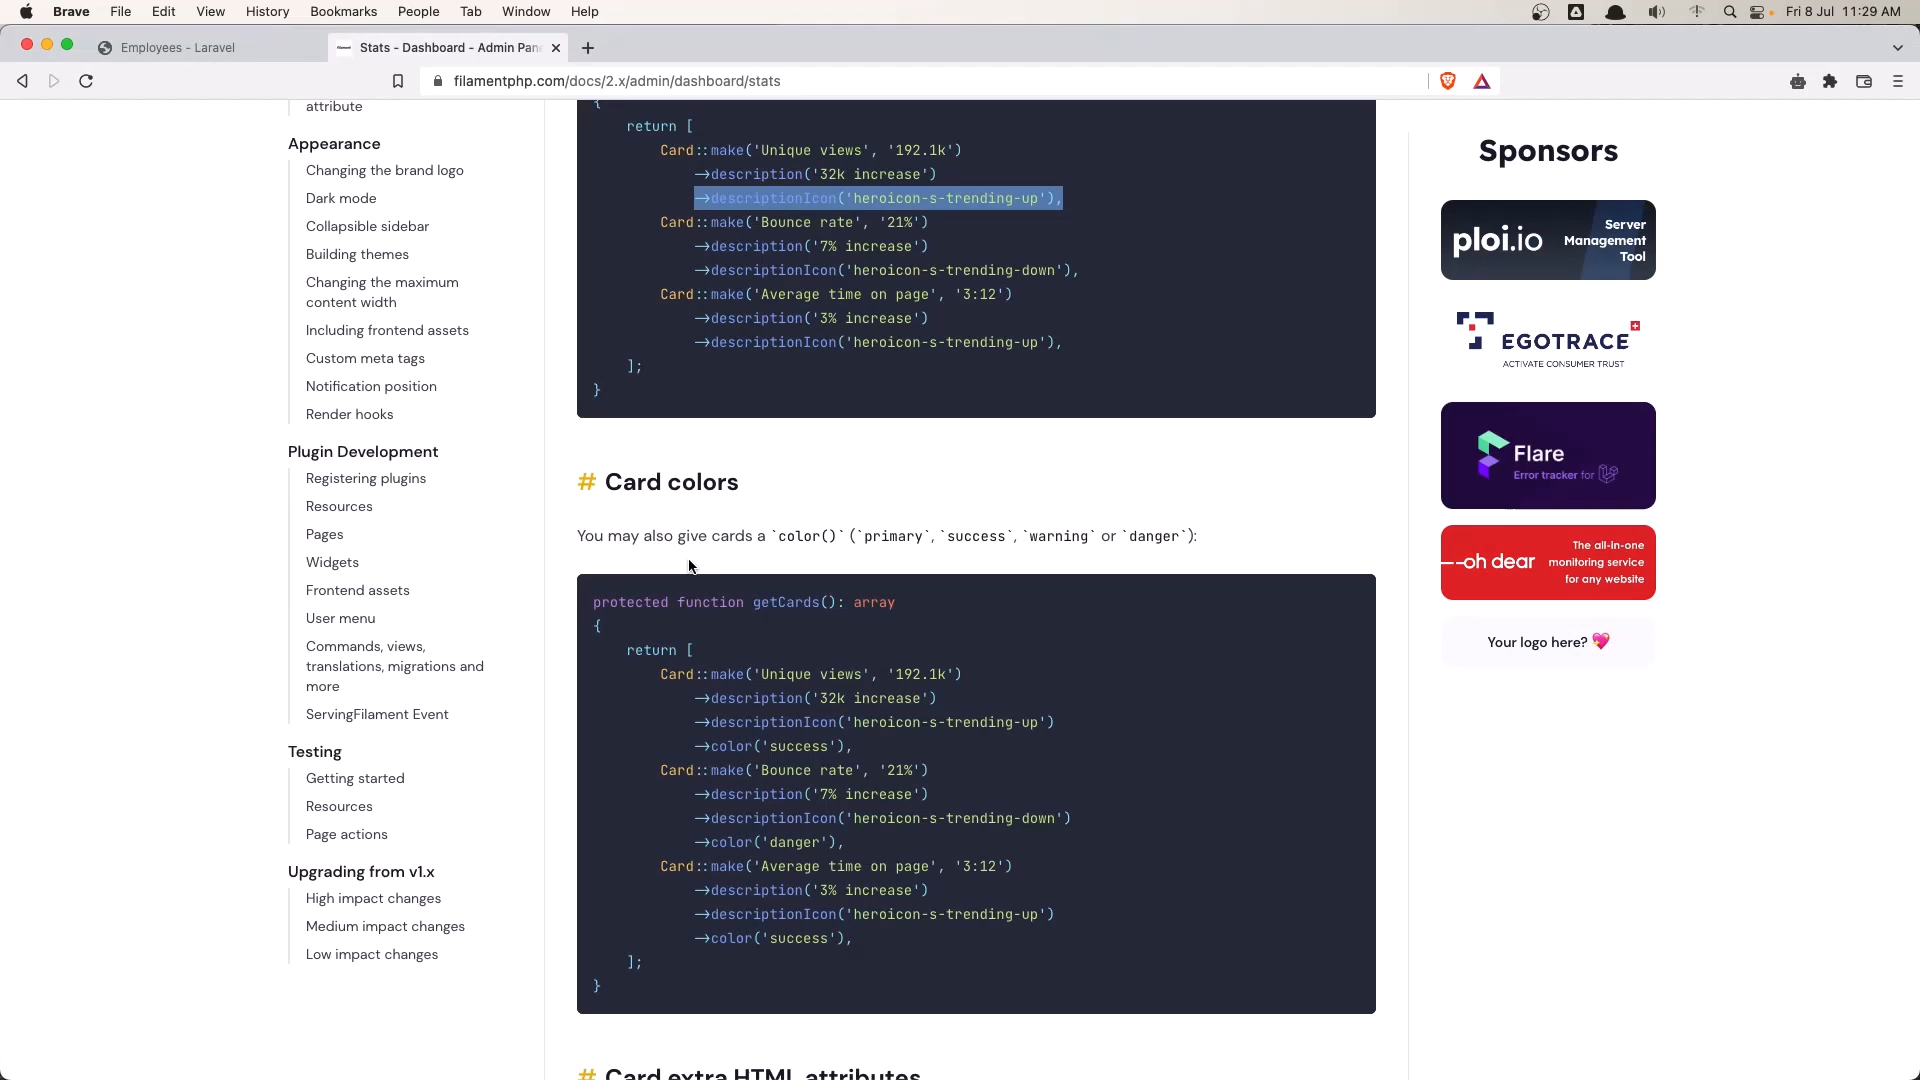 Brave File Edit View History Bookmarks People Tab Window Help Fri 8 Jul 11:29 AM
Employees - Laravel
Stats - Dashboard - Admin Pan
filamentphp.com/docs/2.x/admin/dashboard/stats
attribute
Appearance
Changing the brand logo
Dark mode
Collapsible sidebar
Building themes
Changing the maximum
content width
Including frontend assets
Custom meta tags
Notification position
Render hooks
Plugin Development
Registering plugins
Resources
Pages
Widgets
Frontend assets
User menu
Commands, views,
translations, migrations and
more
ServingFilament Event
Testing
Getting started
Resources
Page actions
Upgrading from v1.x
High impact changes
Medium impact changes
Low impact changes
{
return [
Card::make('Unique views', '192.1k')
->description('32k increase')
->descriptionIcon('heroicon-s-trending-up'),
Card::make('Bounce rate', '21%')
->description('7% increase')
->descriptionIcon('heroicon-s-trending-down'),
Card::make('Average time on page', '3:12')
->description('3% increase')
->descriptionIcon('heroicon-s-trending-up'),
];
}
# Card colors
You may also give cards a `color()` (`primary`, `success`, `warning` or `danger`):
protected function getCards(): array
{
return [
Card::make('Unique views', '192.1k')
->description('32k increase')
->descriptionIcon('heroicon-s-trending-up')
->color('success'),
Card::make('Bounce rate', '21%')
->description('7% increase')
->descriptionIcon('heroicon-s-trending-down')
->color('danger'),
Card::make('Average time on page', '3:12')
->description('3% increase')
->descriptionIcon('heroicon-s-trending-up')
->color('success'),
];
}
# Card extra HTML attributes
Sponsors
ploi.io
Server
Management
Tool
EGOTRACE
ACTIVATE CONSUMER TRUST
Flare
Error tracker for
oh dear
The all-in-one
monitoring service
for any website
Your logo here? 💖